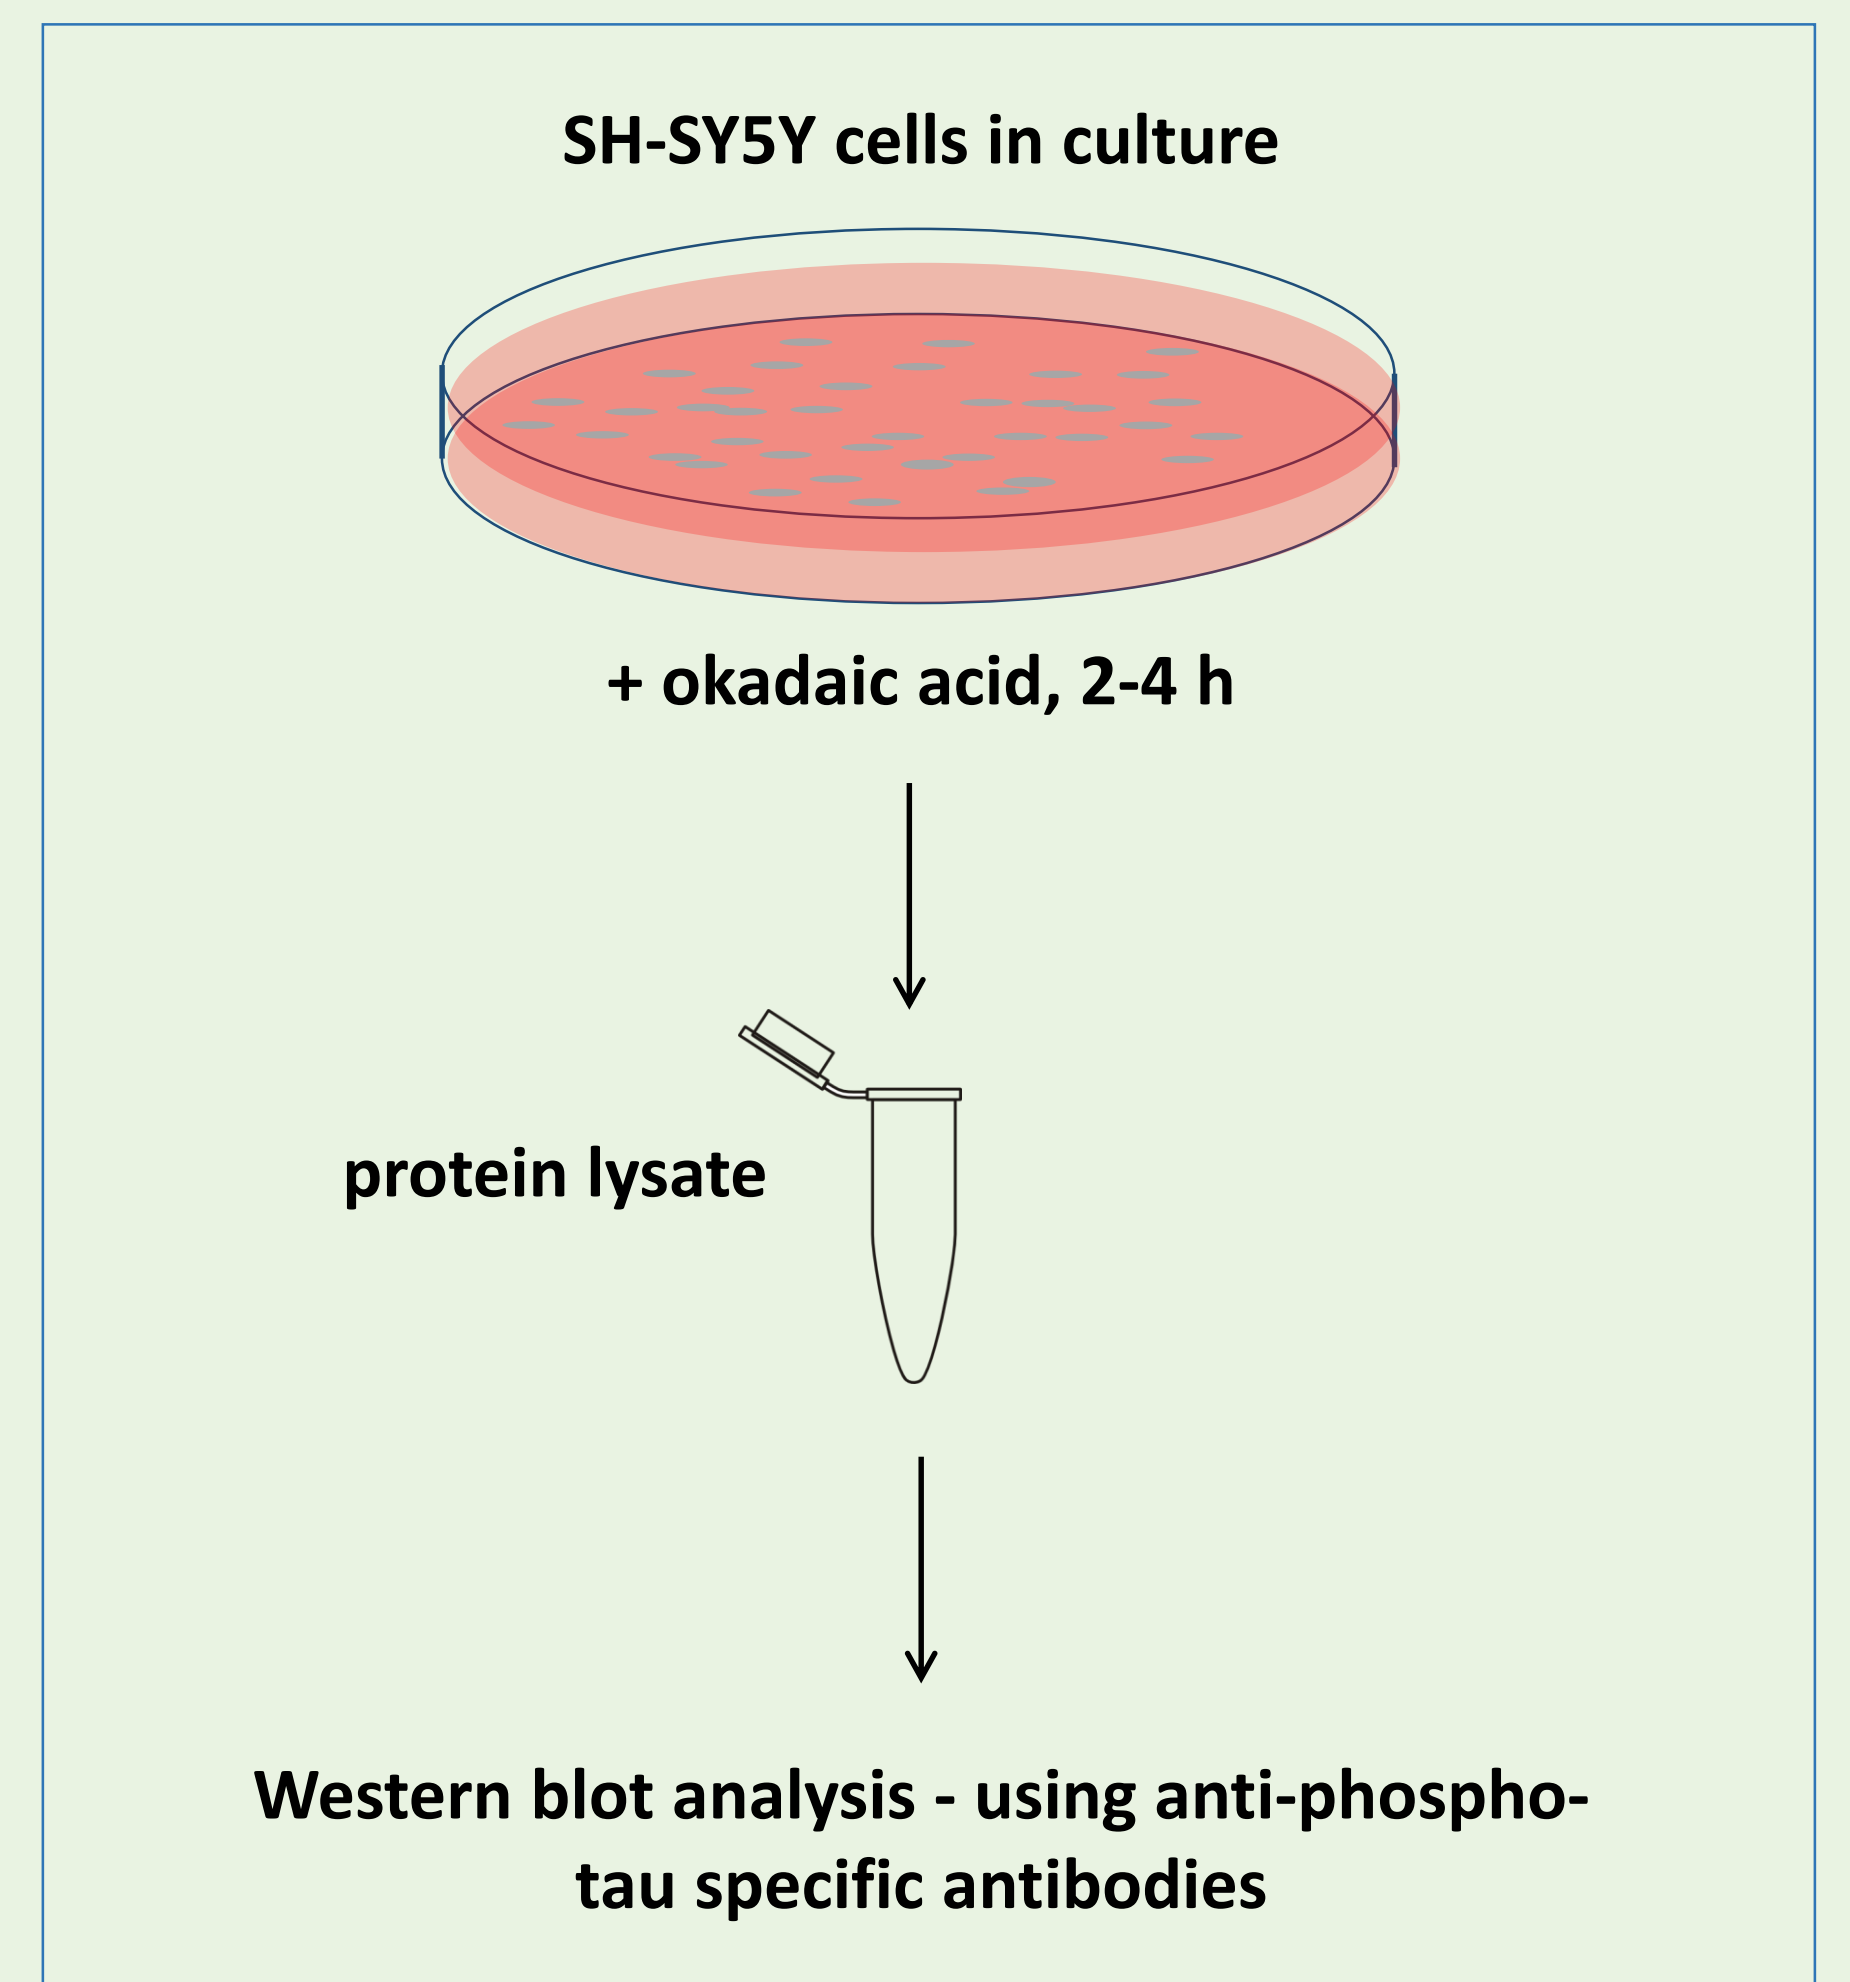 SH-SY5Y cells in culture
+ okadaic acid, 2-4 h
protein lysate
Western blot analysis - using anti-phospho-
tau specific antibodies